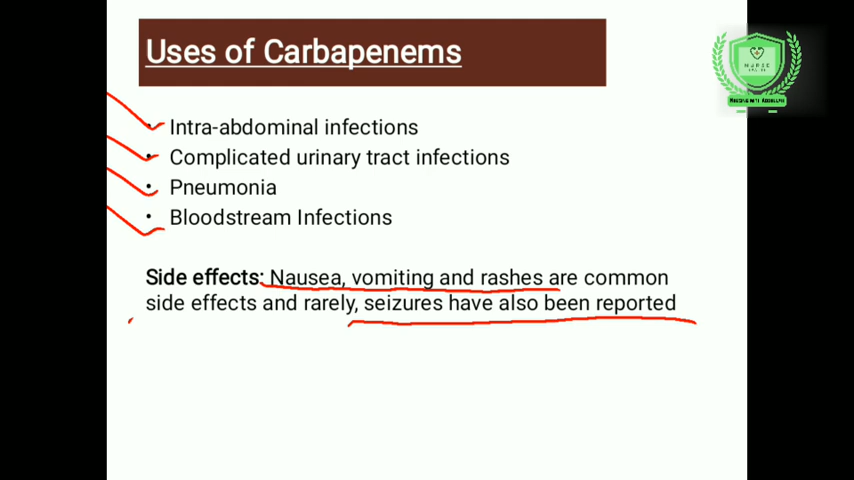 Uses of Carbapenems
• Intra-abdominal infections
• Complicated urinary tract infections
• Pneumonia
• Bloodstream Infections
Side effects: Nausea, vomiting and rashes are common
side effects and rarely, seizures have also been reported
NURSE